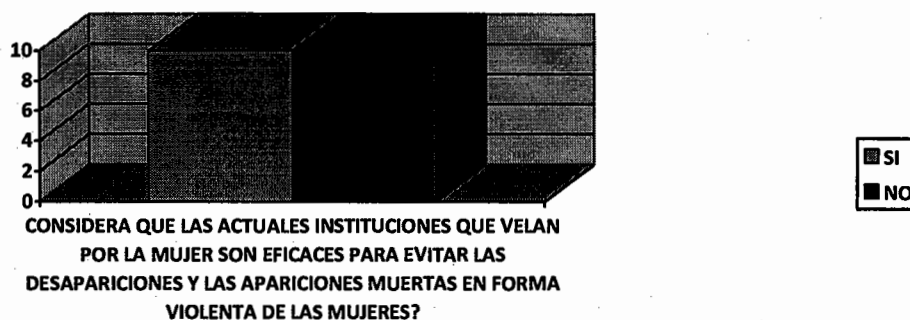 10
8
6
4
2
0
SI
NO
CONSIDERA QUE LAS ACTUALES INSTITUCIONES QUE VELAN
POR LA MUJER SON EFICACES PARA EVITAR LAS
DESAPARICIONES Y LAS APARICIONES MUERTAS EN FORMA
VIOLENTA DE LAS MUJERES?